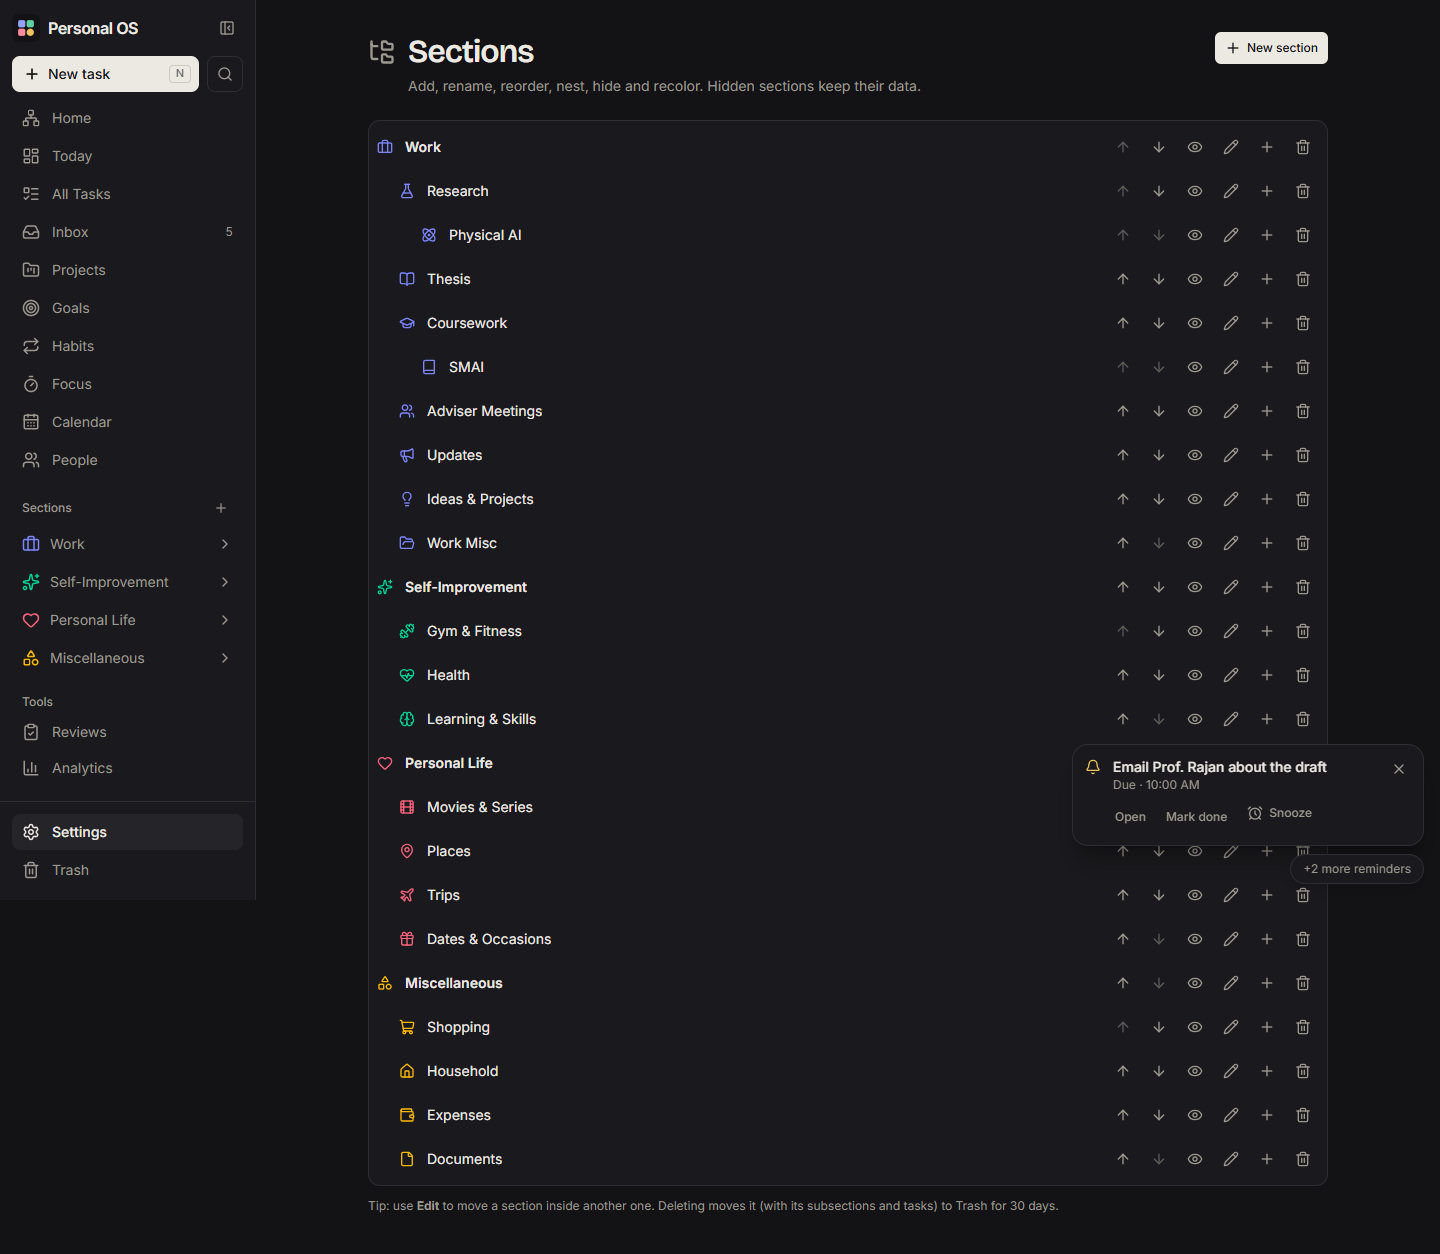 Personal OS
New task N
Home
Today
All Tasks
Inbox 5
Projects
Goals
Habits
Focus
Calendar
People
Sections
Work
Self-Improvement
Personal Life
Miscellaneous
Tools
Reviews
Analytics
Settings
Trash
Sections
New section
Add, rename, reorder, nest, hide and recolor. Hidden sections keep their data.
Work
Research
Physical AI
Thesis
Coursework
SMAI
Adviser Meetings
Updates
Ideas & Projects
Work Misc
Self-Improvement
Gym & Fitness
Health
Learning & Skills
Personal Life
Movies & Series
Places
Trips
Dates & Occasions
Miscellaneous
Shopping
Household
Expenses
Documents
Tip: use Edit to move a section inside another one. Deleting moves it (with its subsections and tasks) to Trash for 30 days.
Email Prof. Rajan about the draft
Due · 10:00 AM
Open Mark done Snooze
+2 more reminders